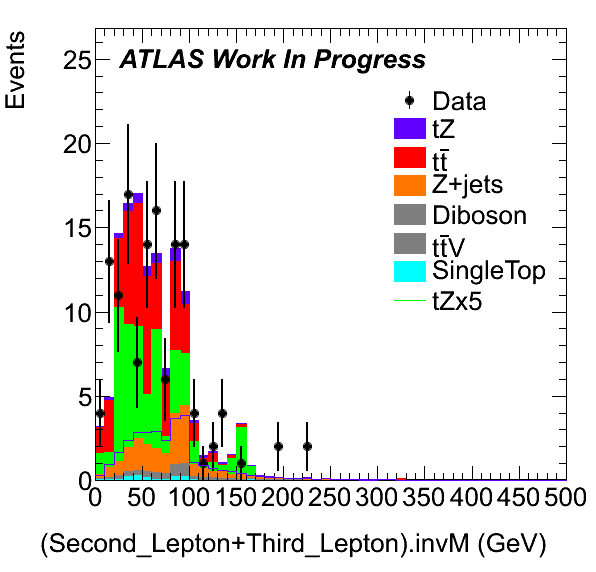 Events
ATLAS Work In Progress
Data
tZ
tt̄
Z+jets
Diboson
tt̄V
SingleTop
tZx5
25
20
15
10
5
0
0 50 100 150 200 250 300 350 400 450 500
(Second_Lepton+Third_Lepton).invM (GeV)